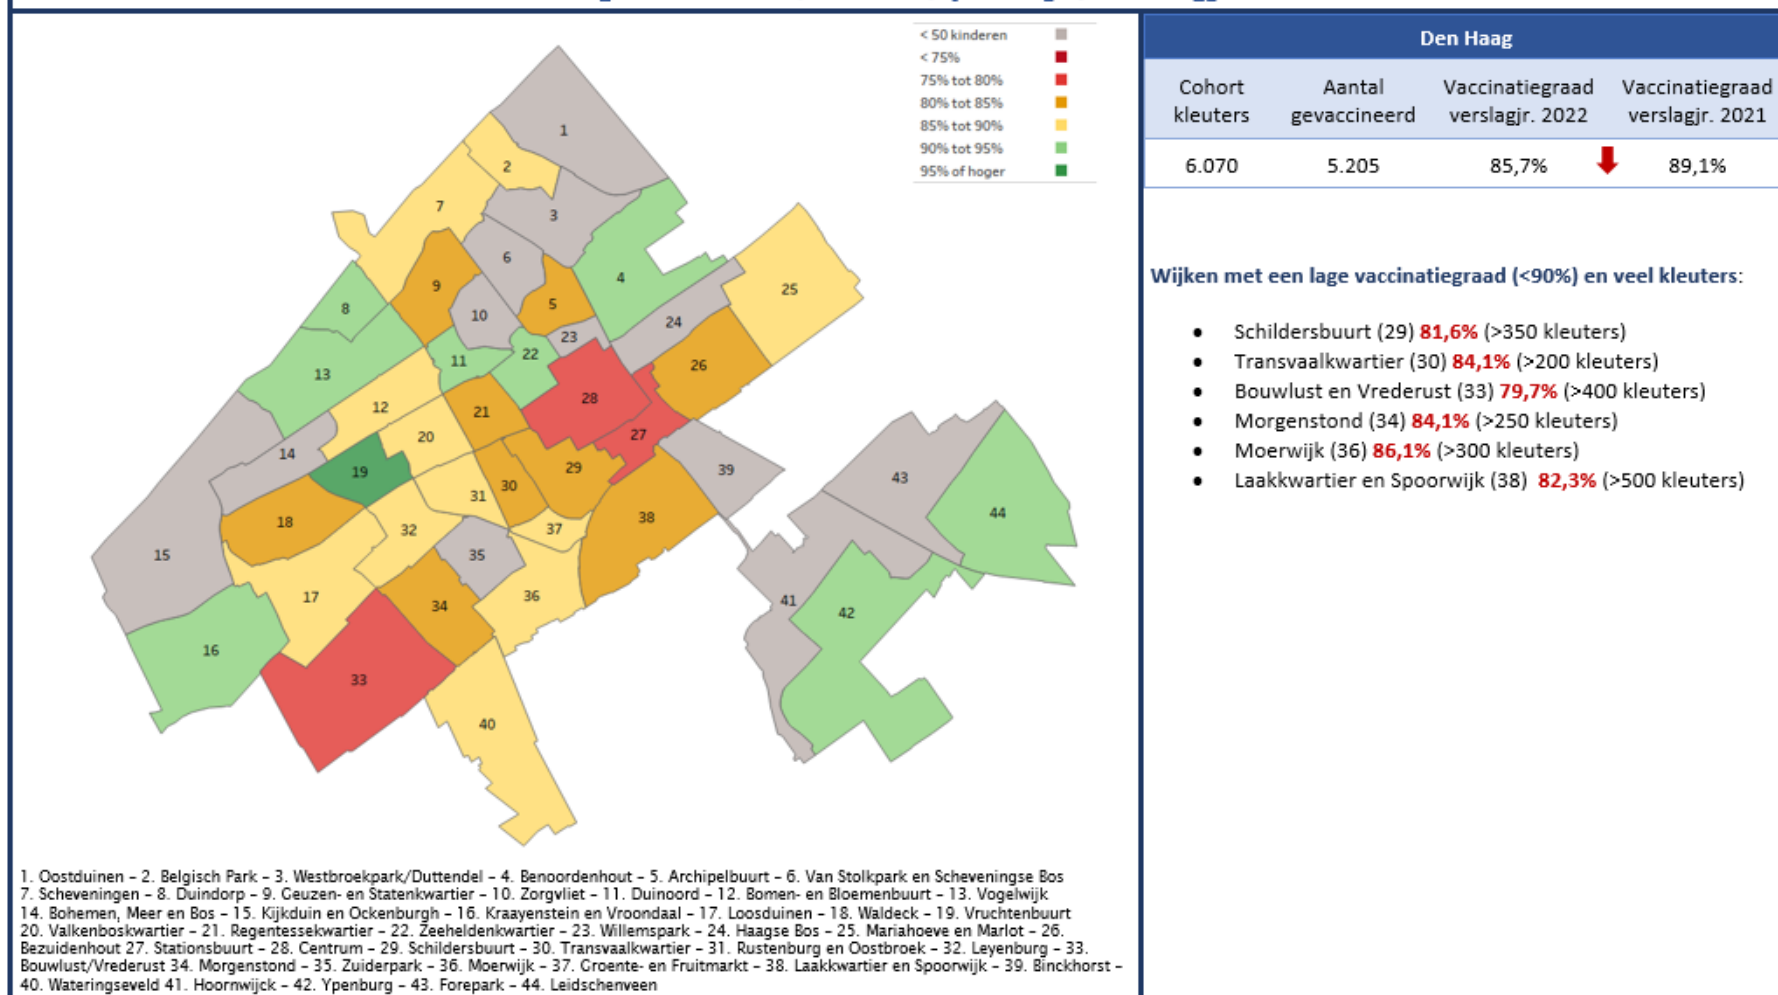 < 50 kinderen
< 75%
75% tot 80%
80% tot 85%
85% tot 90%
90% tot 95%
95% of hoger
1
2
3
4
5
6
7
8
9
10
11
12
13
14
15
16
17
18
19
20
21
22
23
24
25
26
27
28
29
30
31
32
33
34
35
36
37
38
39
40
41
42
43
44
1. Oostduinen – 2. Belgisch Park – 3. Westbroekpark/Duttendel – 4. Benoordenhout – 5. Archipelbuurt – 6. Van Stolkpark en Scheveningse Bos
7. Scheveningen – 8. Duindorp – 9. Geuzen- en Statenkwartier – 10. Zorgvliet – 11. Duinoord – 12. Bomen- en Bloemenbuurt – 13. Vogelwijk
14. Bohemen, Meer en Bos – 15. Kijkduin en Ockenburgh – 16. Kraayenstein en Vroondaal – 17. Loosduinen – 18. Waldeck – 19. Vruchtenbuurt
20. Valkenboskwartier – 21. Regentessekwartier – 22. Zeeheldenkwartier – 23. Willemspark – 24. Haagse Bos – 25. Mariahoeve en Marlot – 26.
Bezuidenhout 27. Stationsbuurt – 28. Centrum – 29. Schildersbuurt – 30. Transvaalkwartier – 31. Rustenburg en Oostbroek – 32. Leyenburg – 33.
Bouwlust/Vrederust 34. Morgenstond – 35. Zuiderpark – 36. Moerwijk – 37. Groente- en Fruitmarkt – 38. Laakkwartier en Spoorwijk – 39. Binckhorst –
40. Wateringseveld 41. Hoornwijck – 42. Ypenburg – 43. Forepark – 44. Leidschenveen
Den Haag
Cohort kleuters
Aantal gevaccineerd
Vaccinatiegraad verslagjr. 2022
Vaccinatiegraad verslagjr. 2021
6.070 5.205 85,7% 89,1%
Wijken met een lage vaccinatiegraad (<90%) en veel kleuters:
• Schildersbuurt (29) 81,6% (>350 kleuters)
• Transvaalkwartier (30) 84,1% (>200 kleuters)
• Bouwlust en Vrederust (33) 79,7% (>400 kleuters)
• Morgenstond (34) 84,1% (>250 kleuters)
• Moerwijk (36) 86,1% (>300 kleuters)
• Laakkwartier en Spoorwijk (38) 82,3% (>500 kleuters)